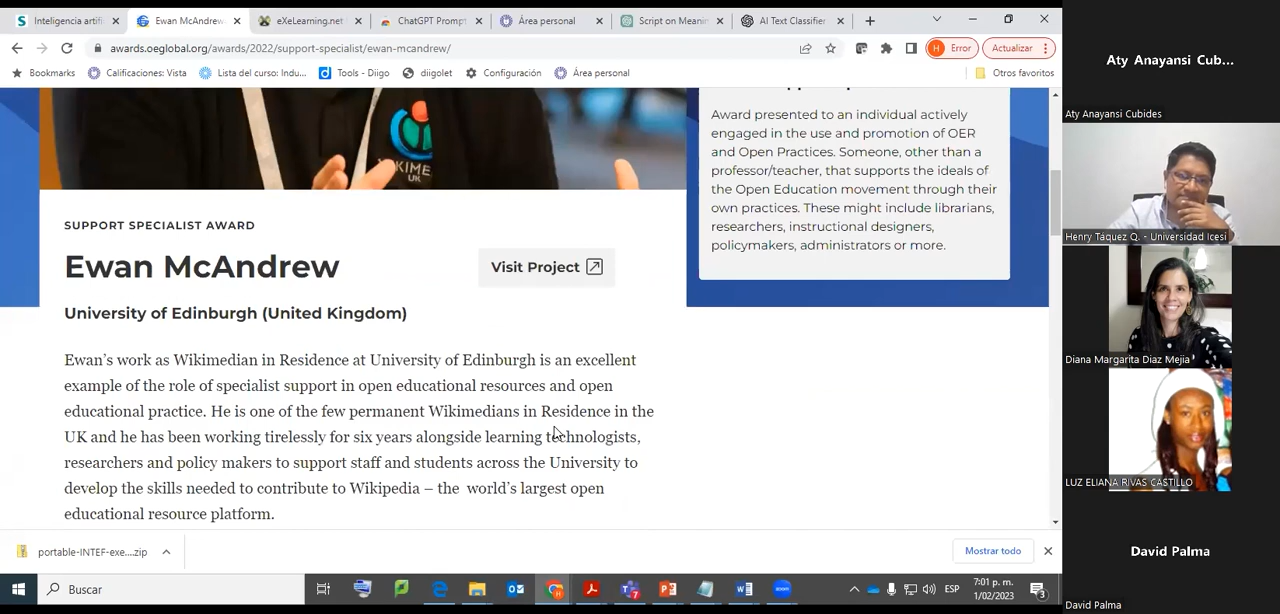 Inteligencia artific
Ewan McAndrew
eXeLearning.net
ChatGPT Prompt
Área personal
Script on Meanin
AI Text Classifier
awards.oeglobal.org/awards/2022/support-specialist/ewan-mcandrew/
H Error
Actualizar
Bookmarks
Calificaciones: Vista
Lista del curso: Indu...
Tools - Diigo
diigolet
Configuración
Área personal
Otros favoritos
UK
SUPPORT SPECIALIST AWARD
Ewan McAndrew
Visit Project
University of Edinburgh (United Kingdom)
Ewan's work as Wikimedian in Residence at University of Edinburgh is an excellent
example of the role of specialist support in open educational resources and open
educational practice. He is one of the few permanent Wikimedians in Residence in the
UK and he has been working tirelessly for six years alongside learning technologists,
researchers and policy makers to support staff and students across the University to
develop the skills needed to contribute to Wikipedia – the world's largest open
educational resource platform.
Award presented to an individual actively
engaged in the use and promotion of OER
and Open Practices. Someone, other than a
professor/teacher, that supports the ideals of
the Open Education movement through their
own practices. These might include librarians,
researchers, instructional designers,
policymakers, administrators or more.
portable-INTEF-exe....zip
Mostrar todo
Buscar
ESP
7:01 p. m.
1/02/2023
3
Aty Anayansi Cub...
Aty Anayansi Cubides
Henry Táquez Q. - Universidad Icesi
Diana Margarita Diaz Mejia
LUZ ELIANA RIVAS CASTILLO
David Palma
David Palma